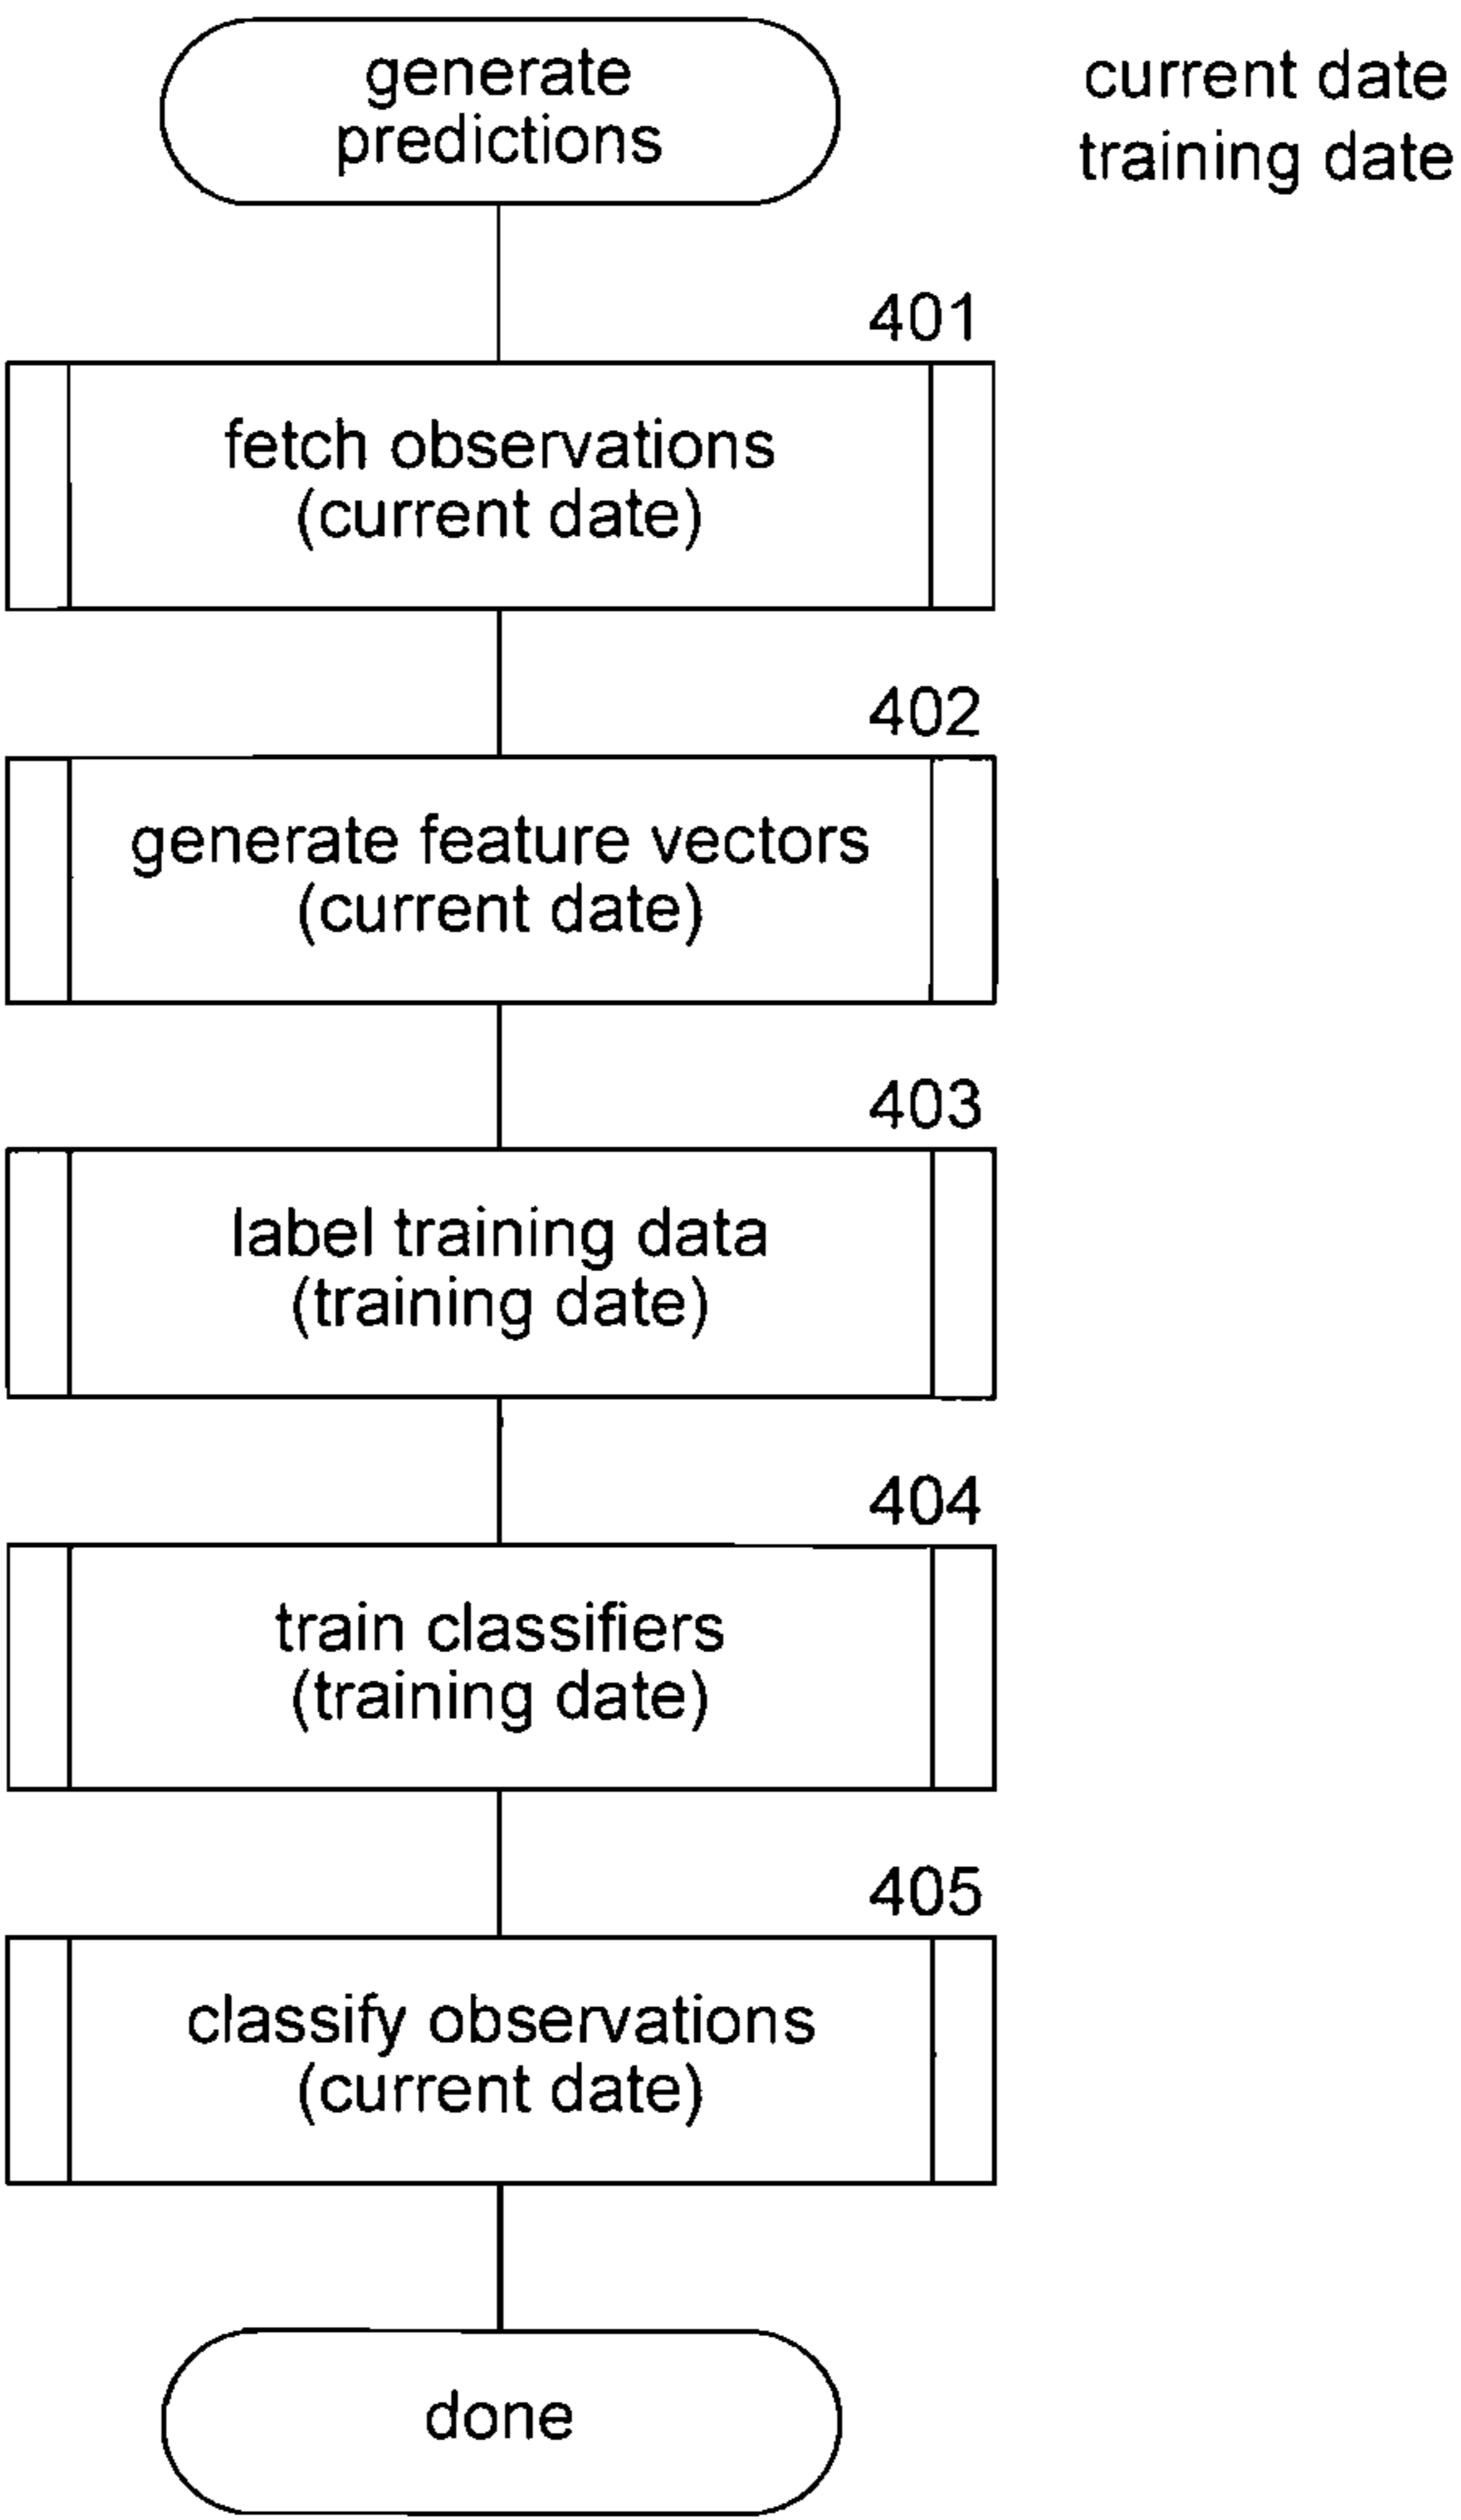 generate
predictions
current date
training date
401
fetch observations
(current date)
402
generate feature vectors
(current date)
403
label training data
(training date)
404
train classifiers
(training date)
405
classify observations
(current date)
done